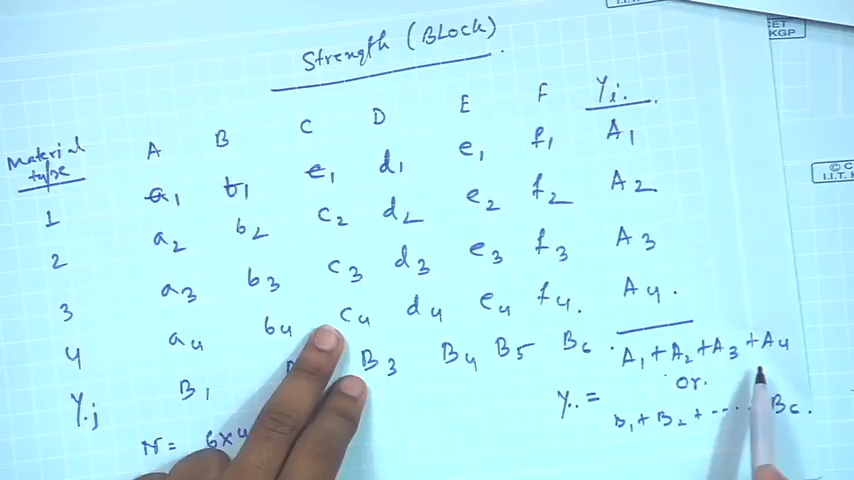 Strength (BLOCK).
Material type A B C D E F Yi.
1 a1 b1 c1 d1 e1 f1 A1
2 a2 b2 c2 d2 e2 f2 A2
3 a3 b3 c3 d3 e3 f3 A3
4 a4 b4 c4 d4 e4 f4. A4.
Y.j B1 B3 B4 B5 B6. A1+A2+A3+A4
Y.. = or.
B1+B2+.... B6.
N= 6x4
CET
KGP
© C
I.I.T. K